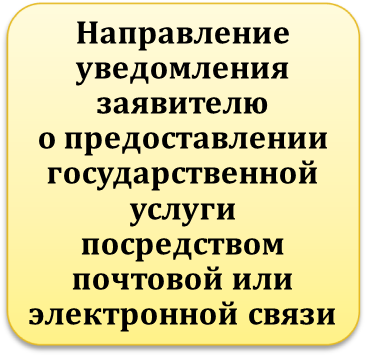 Направление
уведомления
заявителю
о предоставлении
государственной
услуги
посредством
почтовой или
электронной связи